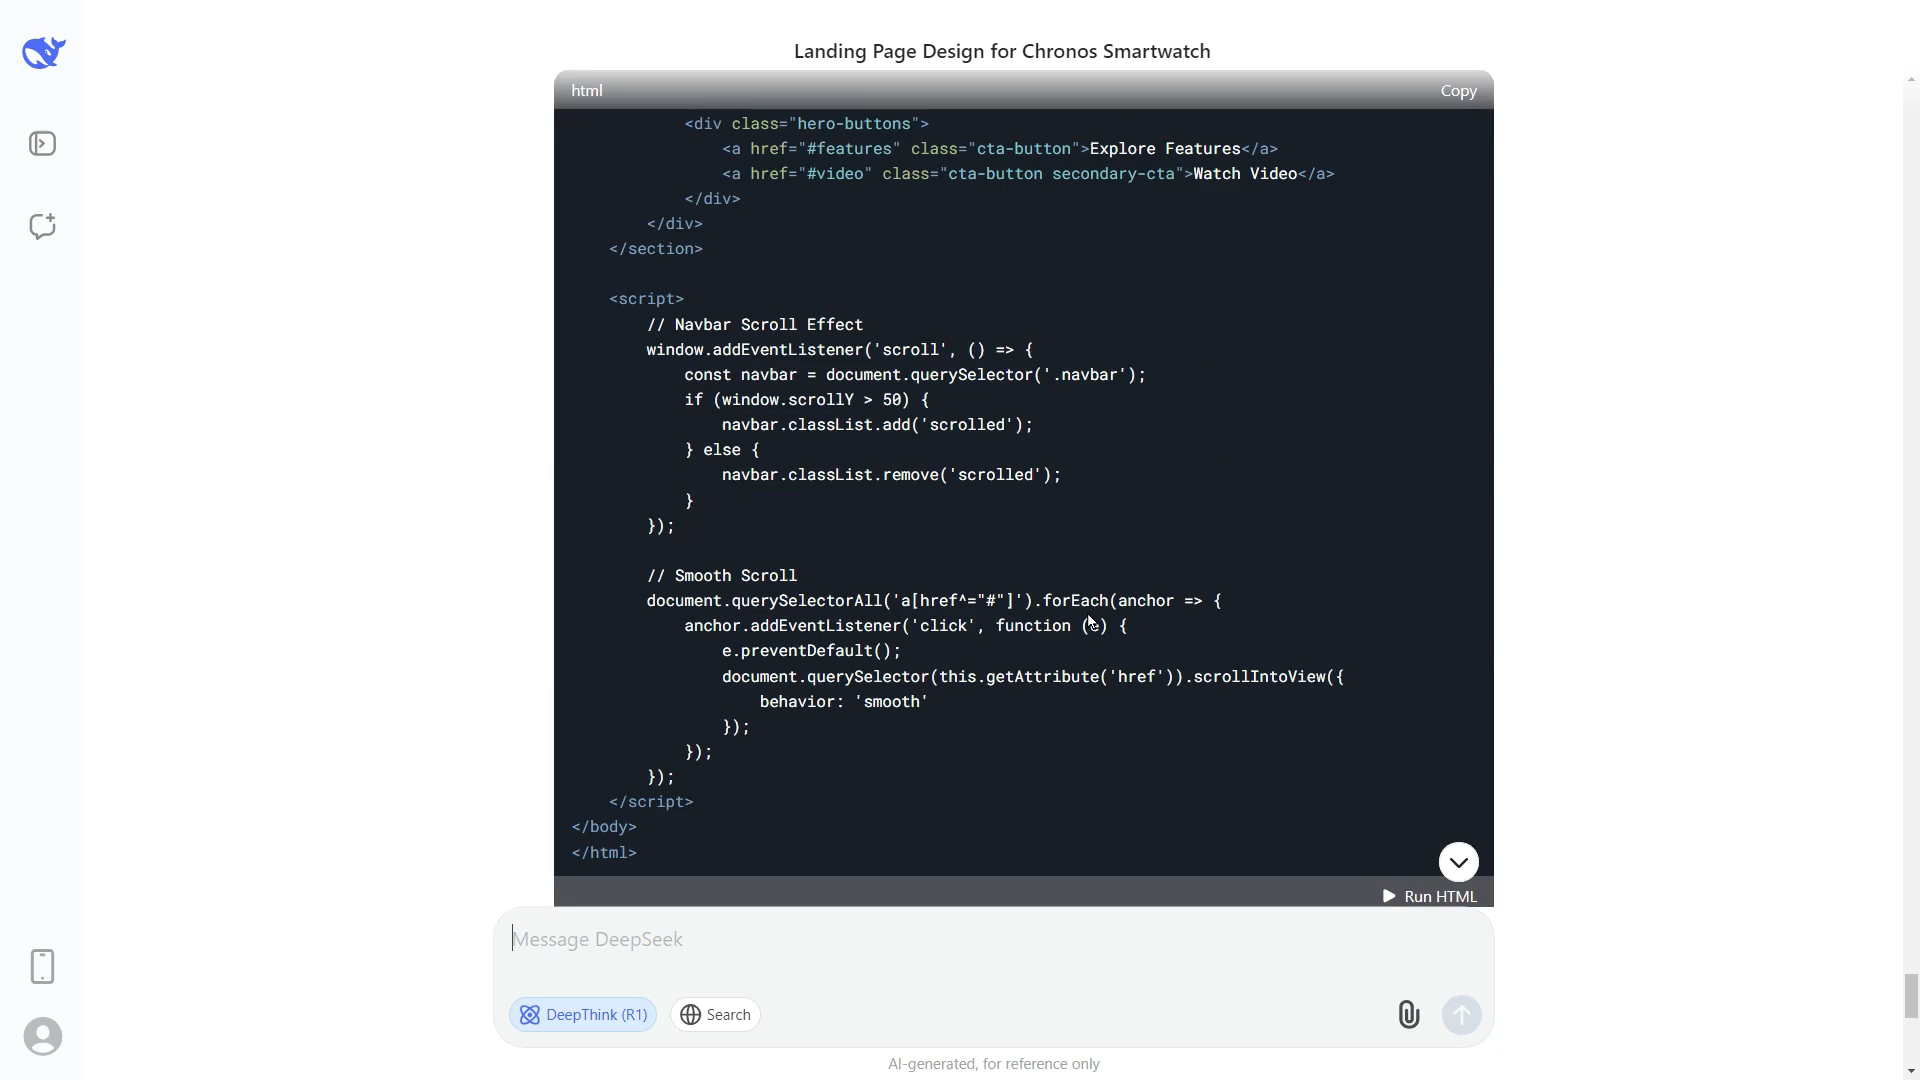 Landing Page Design for Chronos Smartwatch
html
Copy
<div class="hero-buttons">
<a href="#features" class="cta-button">Explore Features</a>
<a href="#video" class="cta-button secondary-cta">Watch Video</a>
</div>
</div>
</section>
<script>
// Navbar Scroll Effect
window.addEventListener('scroll', () => {
const navbar = document.querySelector('.navbar');
if (window.scrollY > 50) {
navbar.classList.add('scrolled');
} else {
navbar.classList.remove('scrolled');
}
});
// Smooth Scroll
document.querySelectorAll('a[href^="#"]').forEach(anchor => {
anchor.addEventListener('click', function (e) {
e.preventDefault();
document.querySelector(this.getAttribute('href')).scrollIntoView({
behavior: 'smooth'
});
});
});
</script>
</body>
</html>
Run HTML
Message DeepSeek
DeepThink (R1)
Search
AI-generated, for reference only